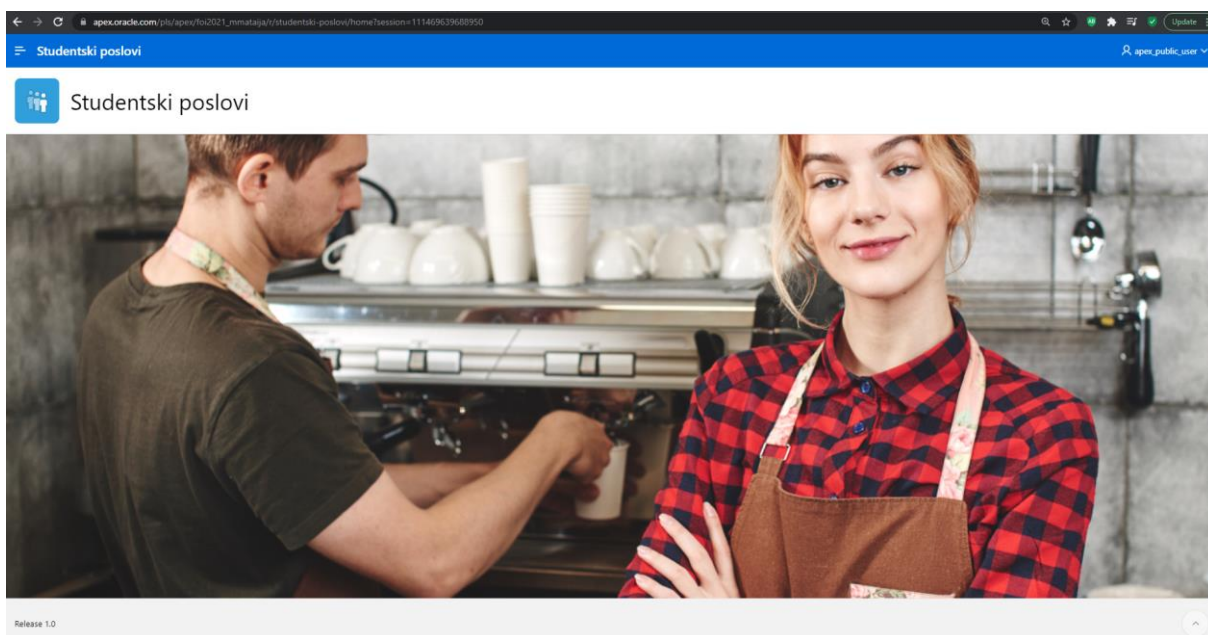 apex.oracle.com/pls/apex/foi2021_mmataija/r/studentski-poslovi/home?session=111469639688950
Update
Studentski poslovi
apex_public_user
Studentski poslovi
Release 1.0